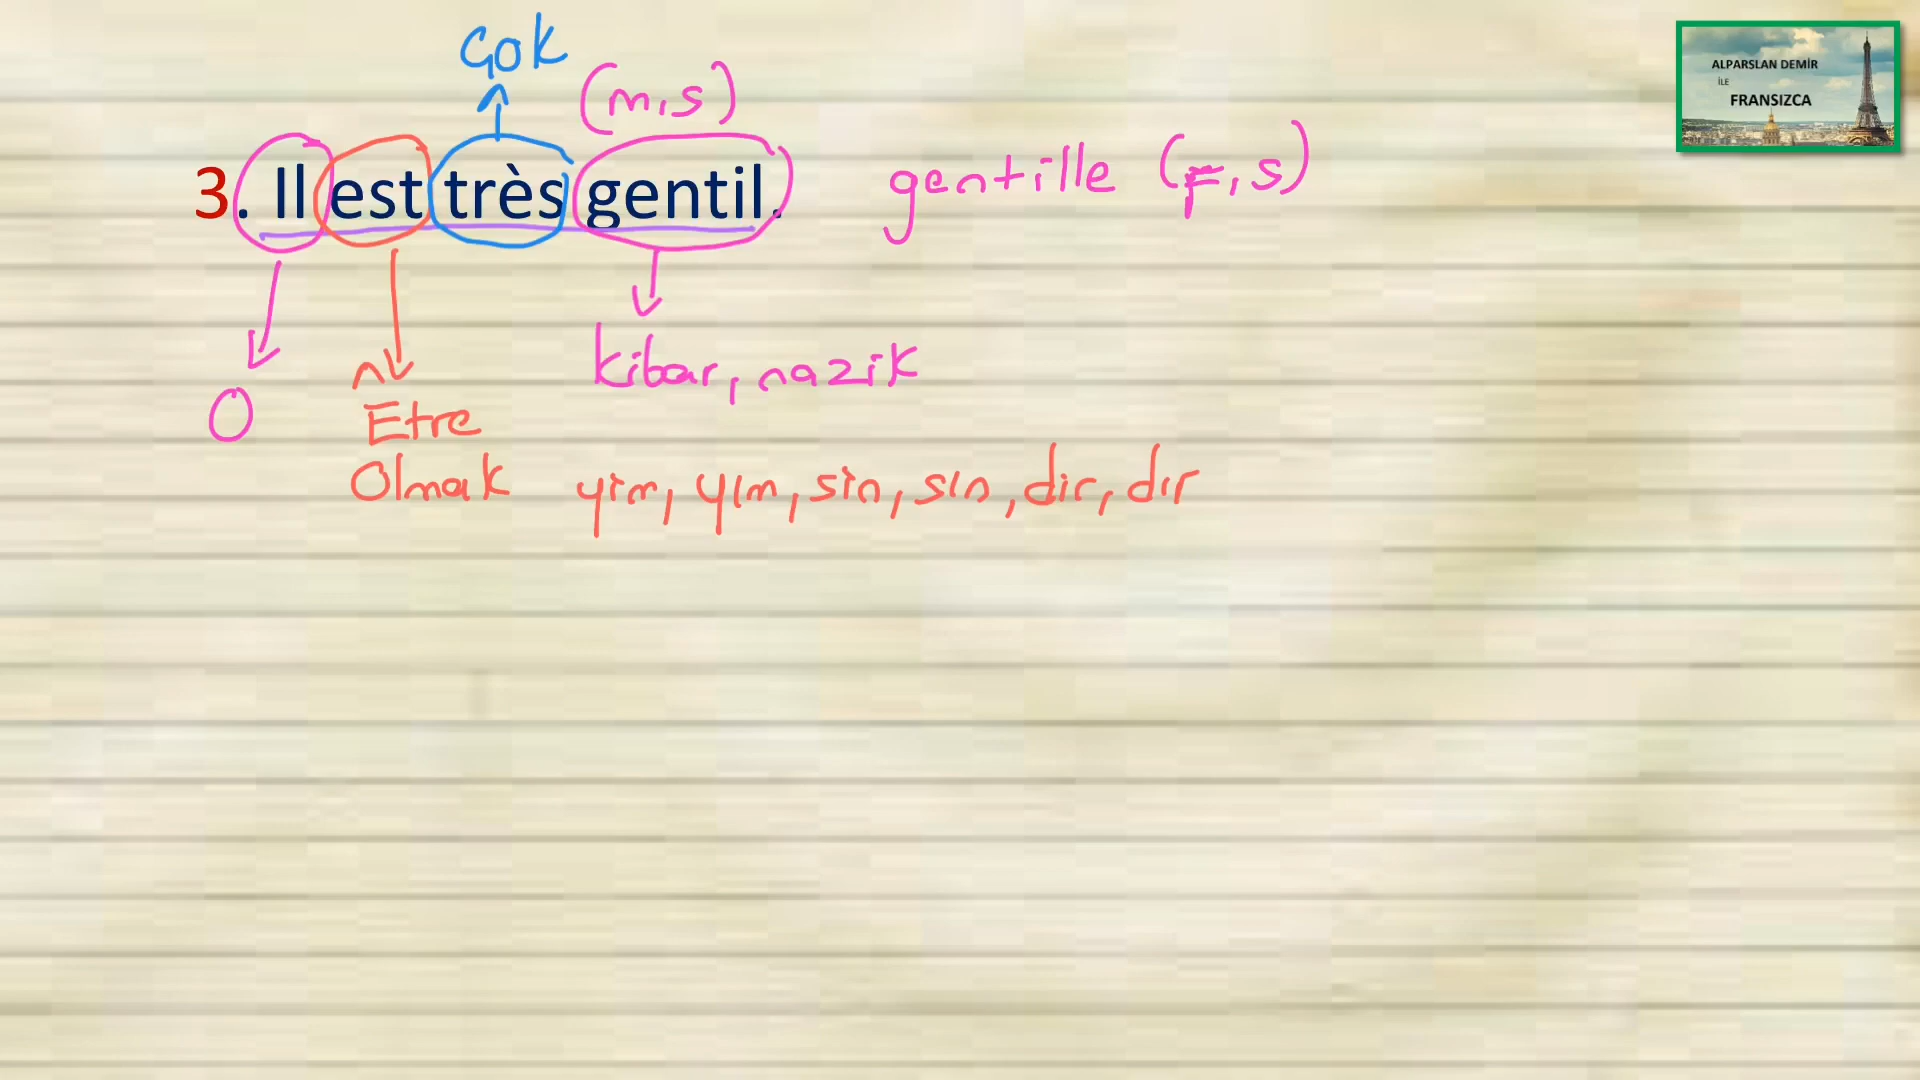 çok
(m,s)
3. Il est très gentil.
gentille (F,s)
kibar, nazik
O
Être
Olmak yim, yım, sin, sın, dir, dır
ALPARSLAN DEMİR
İLE
FRANSIZCA